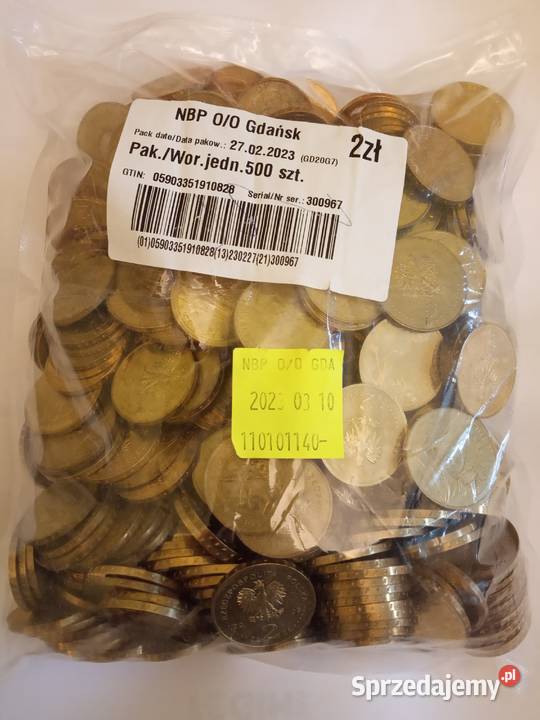 NBP O/O Gdańsk
2zł
Pack date/Data pakow.: 27.02.2023 (GD20G7)
Pak./Wor.jedn.500 szt.
GTIN: 05903351910828 Serial/Nr ser.: 300967
(01)05903351910828(13)230227(21)300967
NBP O/O GDA
2023 03 10
110101140-
Sprzedajemy.pl